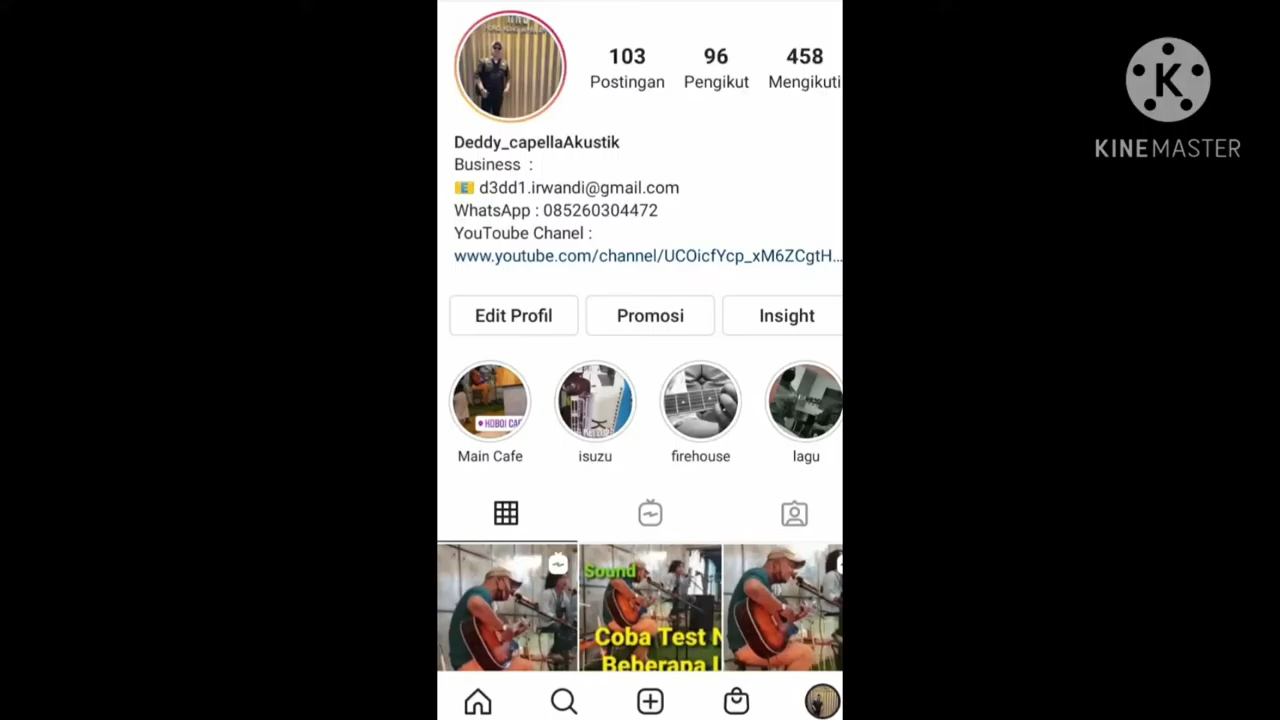 103 96 458
Postingan Pengikut Mengikuti
K
KINEMASTER
Deddy_capellaAkustik
Business :
E d3dd1.irwandi@gmail.com
WhatsApp : 085260304472
YouToube Chanel :
www.youtube.com/channel/UCOicfYcp_xM6ZCgtH...
Edit Profil Promosi Insight
KOBOI CAF
Main Cafe isuzu firehouse lagu
Sound
Coba Test N
Beberapa L